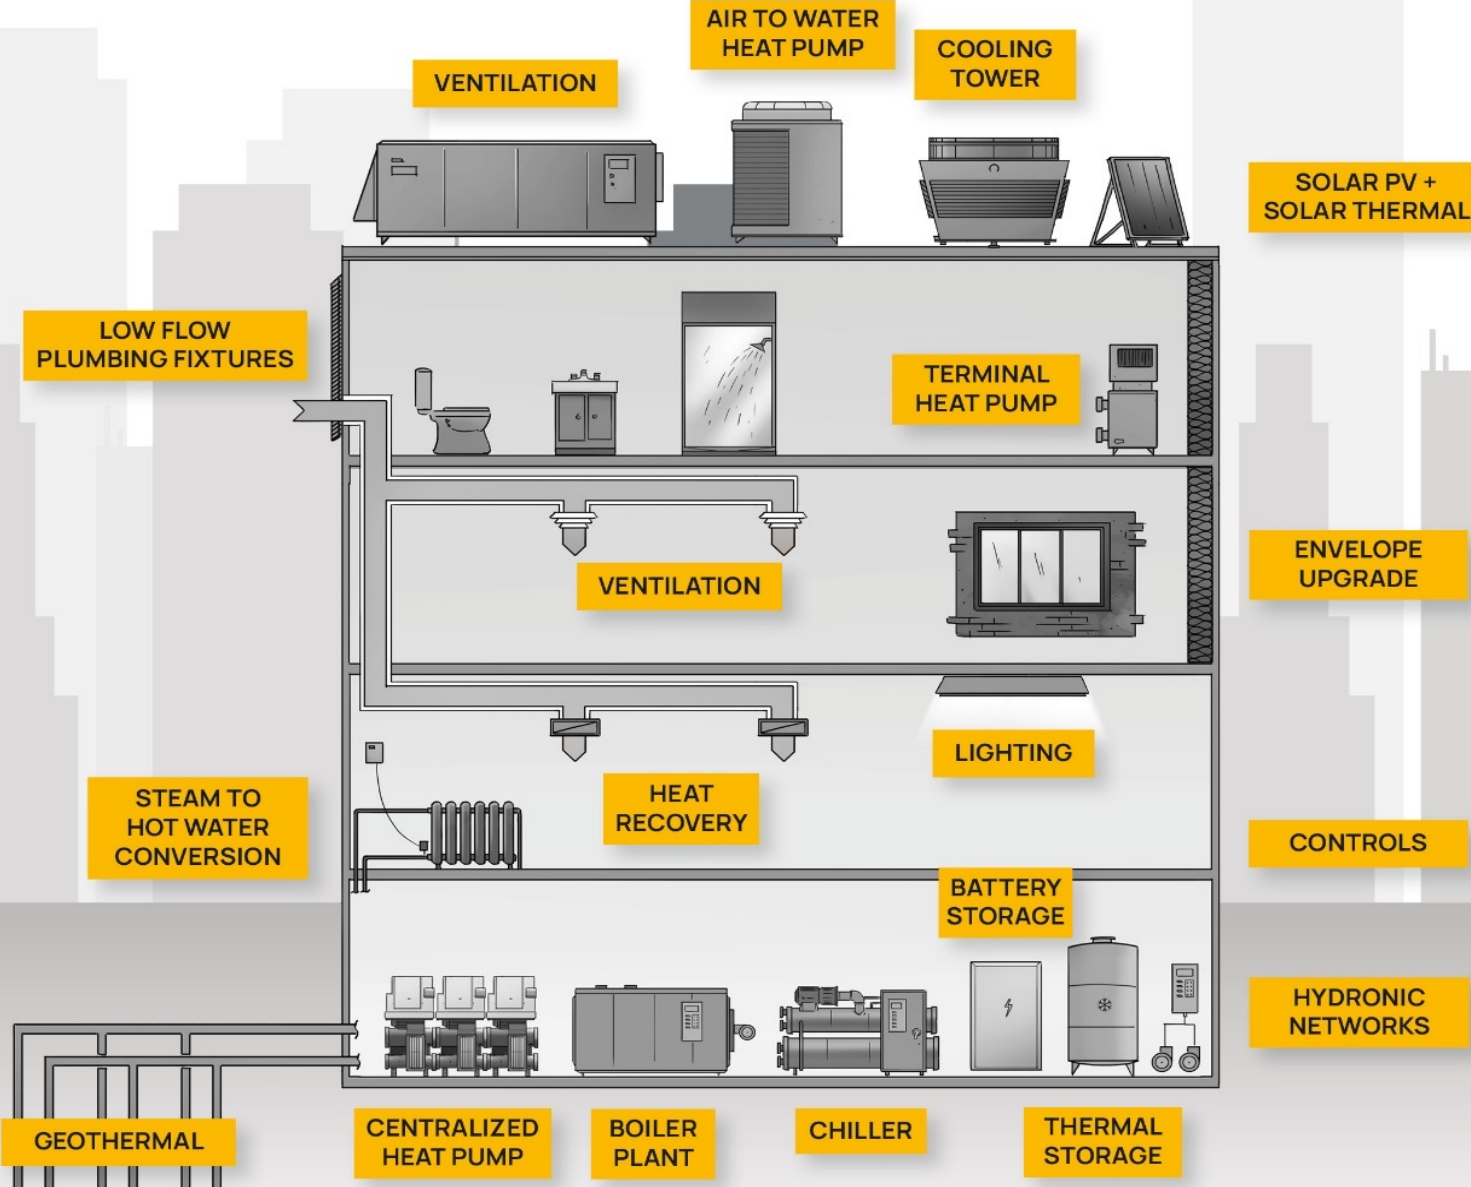 AIR TO WATER
HEAT PUMP
VENTILATION
COOLING
TOWER
SOLAR PV +
SOLAR THERMAL
LOW FLOW
PLUMBING FIXTURES
TERMINAL
HEAT PUMP
VENTILATION
ENVELOPE
UPGRADE
LIGHTING
STEAM TO
HOT WATER
CONVERSION
HEAT
RECOVERY
CONTROLS
BATTERY
STORAGE
HYDRONIC
NETWORKS
GEOTHERMAL
CENTRALIZED
HEAT PUMP
BOILER
PLANT
CHILLER
THERMAL
STORAGE